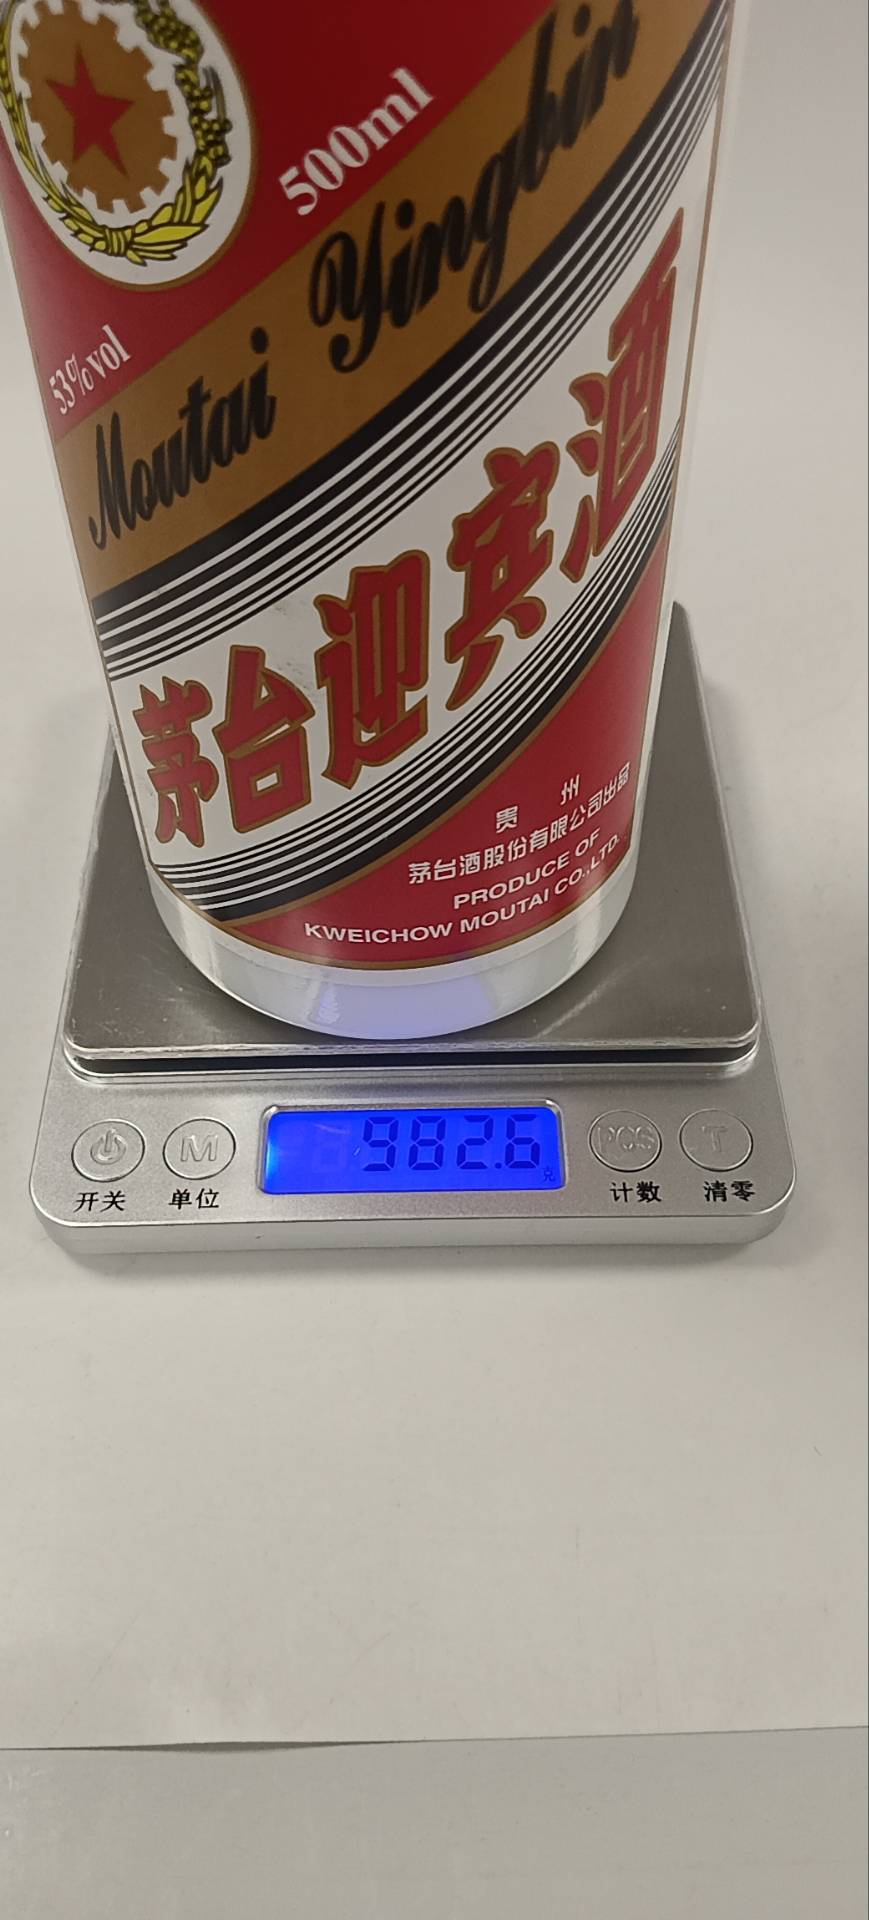 500ml
53%vol
Moutai Yingbin
茅台迎宾酒
贵州
茅台酒股份有限公司出品
PRODUCE OF
KWEICHOW MOUTAI CO.,LTD.
982.6
克
M
PCS
T
开关
单位
计数
清零